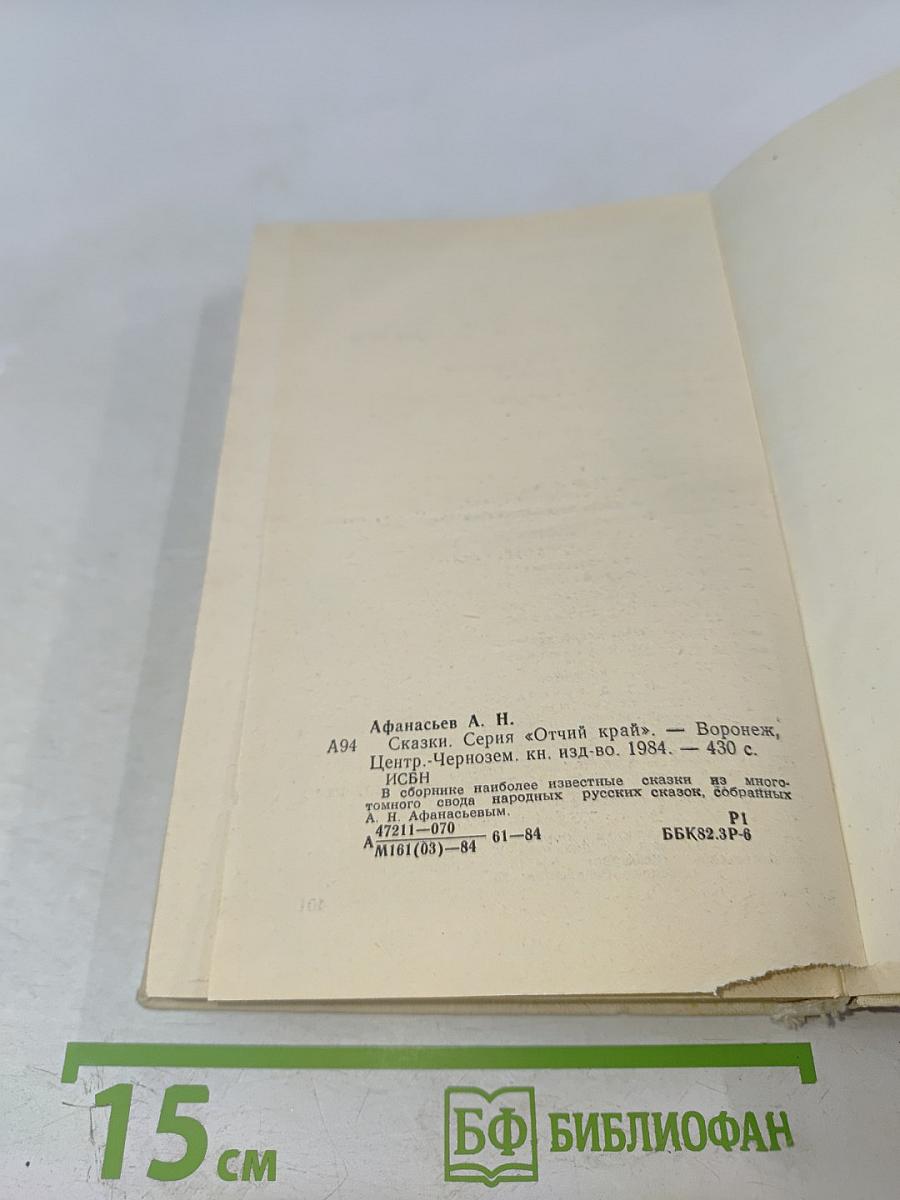 Афанасьев А. Н.
А94 Сказки. Серия «Отчий край». — Воронеж,
Центр.-Чернозем. кн. изд-во. 1984. — 430 с.
ИСБН
В сборнике наиболее известные сказки из много-
томного свода народных русских сказок, собранных
А. Н. Афанасьевым.
А 47211—070 61—84 Р1
М161(03)—84 ББК82.3Р-6
15 см БФ БИБЛИОФАН